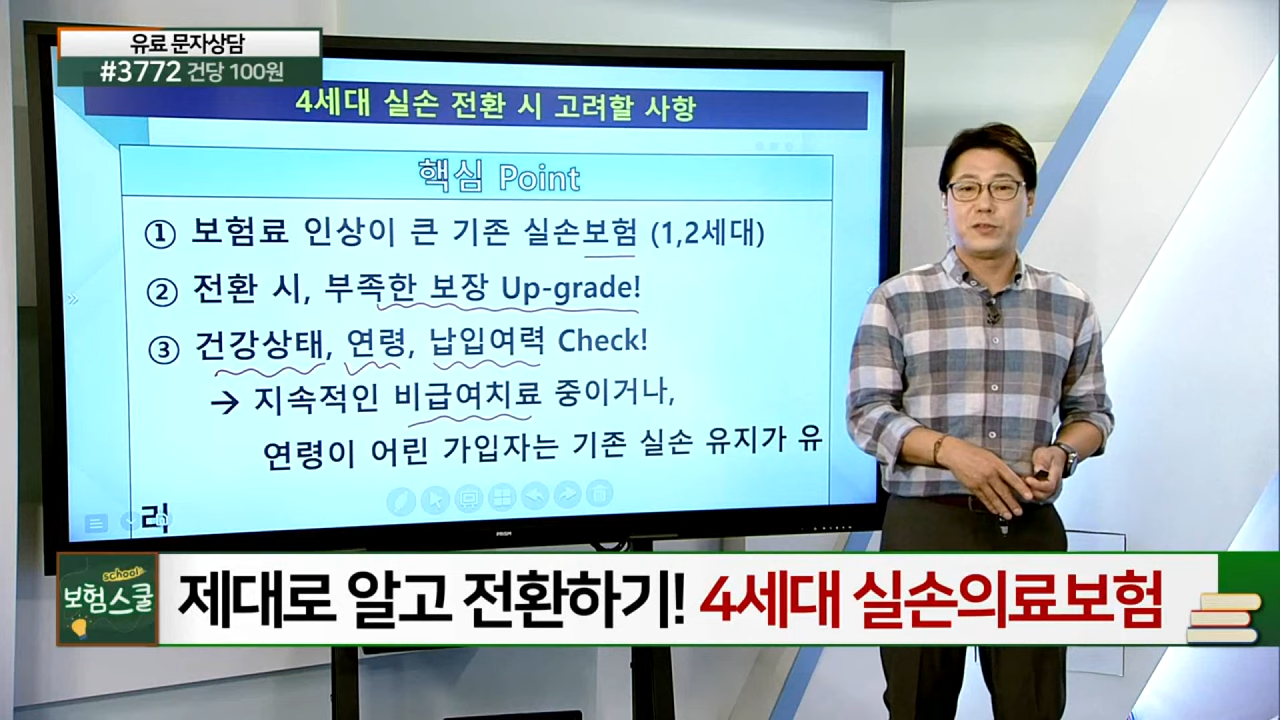 유료 문자상담
#3772 건당 100원
4세대 실손 전환 시 고려할 사항
핵심 Point
① 보험료 인상이 큰 기존 실손보험 (1,2세대)
② 전환 시, 부족한 보장 Up-grade!
③ 건강상태, 연령, 납입여력 Check!
→ 지속적인 비급여치료 중이거나,
연령이 어린 가입자는 기존 실손 유지가 유
리
PRISM
school
보험스쿨
제대로 알고 전환하기! 4세대 실손의료보험